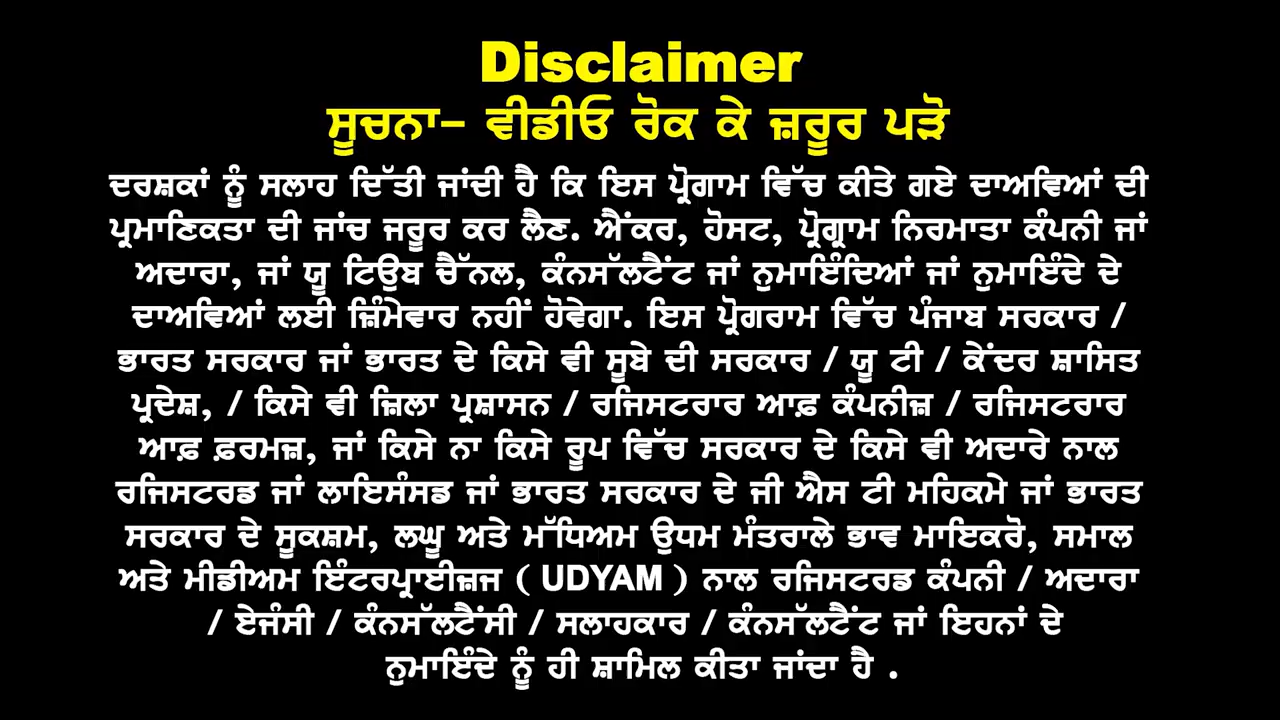 Disclaimer
ਸੂਚਨਾ- ਵੀਡੀਓ ਰੋਕ ਕੇ ਜ਼ਰੂਰ ਪੜੋ
ਦਰਸ਼ਕਾਂ ਨੂੰ ਸਲਾਹ ਦਿੱਤੀ ਜਾਂਦੀ ਹੈ ਕਿ ਇਸ ਪ੍ਰੋਗਾਮ ਵਿੱਚ ਕੀਤੇ ਗਏ ਦਾਅਵਿਆਂ ਦੀ
ਪ੍ਰਮਾਣਿਕਤਾ ਦੀ ਜਾਂਚ ਜਰੂਰ ਕਰ ਲੈਣ. ਐਂਕਰ, ਹੋਸਟ, ਪ੍ਰੋਗ੍ਰਾਮ ਨਿਰਮਾਤਾ ਕੰਪਨੀ ਜਾਂ
ਅਦਾਰਾ, ਜਾਂ ਯੂ ਟਿਉਬ ਚੈੱਨਲ, ਕੰਨਸੱਲਟੈਂਟ ਜਾਂ ਨੁਮਾਇੰਦਿਆਂ ਜਾਂ ਨੁਮਾਇੰਦੇ ਦੇ
ਦਾਅਵਿਆਂ ਲਈ ਜ਼ਿੰਮੇਵਾਰ ਨਹੀਂ ਹੋਵੇਗਾ. ਇਸ ਪ੍ਰੋਗਰਾਮ ਵਿੱਚ ਪੰਜਾਬ ਸਰਕਾਰ /
ਭਾਰਤ ਸਰਕਾਰ ਜਾਂ ਭਾਰਤ ਦੇ ਕਿਸੇ ਵੀ ਸੂਬੇ ਦੀ ਸਰਕਾਰ / ਯੂ ਟੀ / ਕੇਂਦਰ ਸ਼ਾਸਿਤ
ਪ੍ਰਦੇਸ਼, / ਕਿਸੇ ਵੀ ਜ਼ਿਲਾ ਪ੍ਰਸ਼ਾਸਨ / ਰਜਿਸਟਰਾਰ ਆਫ਼ ਕੰਪਨੀਜ਼ / ਰਜਿਸਟਰਾਰ
ਆਫ਼ ਫ਼ਰਮਜ਼, ਜਾਂ ਕਿਸੇ ਨਾ ਕਿਸੇ ਰੂਪ ਵਿੱਚ ਸਰਕਾਰ ਦੇ ਕਿਸੇ ਵੀ ਅਦਾਰੇ ਨਾਲ
ਰਜਿਸਟਰਡ ਜਾਂ ਲਾਇਸੰਸਡ ਜਾਂ ਭਾਰਤ ਸਰਕਾਰ ਦੇ ਜੀ ਐਸ ਟੀ ਮਹਿਕਮੇ ਜਾਂ ਭਾਰਤ
ਸਰਕਾਰ ਦੇ ਸੂਕਸ਼ਮ, ਲਘੂ ਅਤੇ ਮੱਧਿਅਮ ਉਧਮ ਮੰਤਰਾਲੇ ਭਾਵ ਮਾਇਕਰੋ, ਸਮਾਲ
ਅਤੇ ਮੀਡੀਅਮ ਇੰਟਰਪ੍ਰਾਈਜ਼ਜ ( UDYAM ) ਨਾਲ ਰਜਿਸਟਰਡ ਕੰਪਨੀ / ਅਦਾਰਾ
/ ਏਜੰਸੀ / ਕੰਨਸੱਲਟੈਂਸੀ / ਸਲਾਹਕਾਰ / ਕੰਨਸੱਲਟੈਂਟ ਜਾਂ ਇਹਨਾਂ ਦੇ
ਨੁਮਾਇੰਦੇ ਨੂੰ ਹੀ ਸ਼ਾਮਿਲ ਕੀਤਾ ਜਾਂਦਾ ਹੈ .